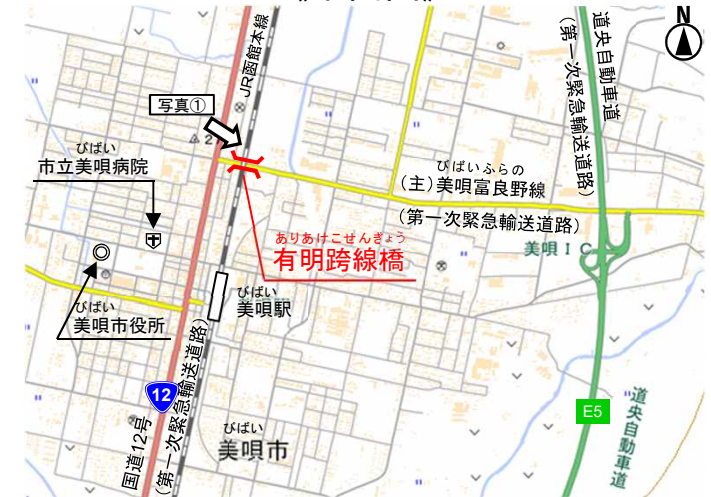 N
JR函館本線
道央自動車道
(第一次緊急輸送道路)
写真①
びばい
市立美唄病院
びばいふらの
(主)美唄富良野線
(第一次緊急輸送道路)
ありあけこせんきょう
有明跨線橋
美唄IC
びばい
美唄駅
びばい
美唄市役所
12
国道12号
(第一次緊急輸送道路)
びばい
美唄市
E5
道央自動車道